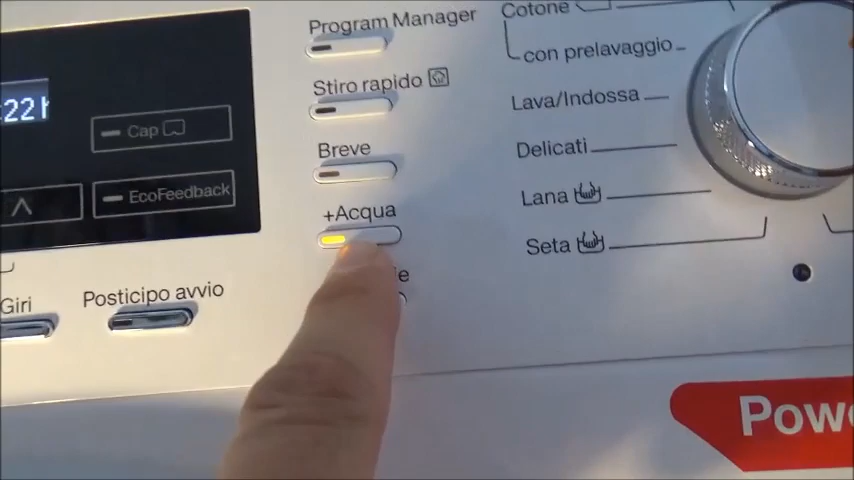 Program Manager
Stiro rapido
Breve
+Acqua
Cotone
con prelavaggio
Lava/Indossa
Delicati
Lana
Seta
22h
Cap
EcoFeedback
Giri
Posticipo avvio
Pow